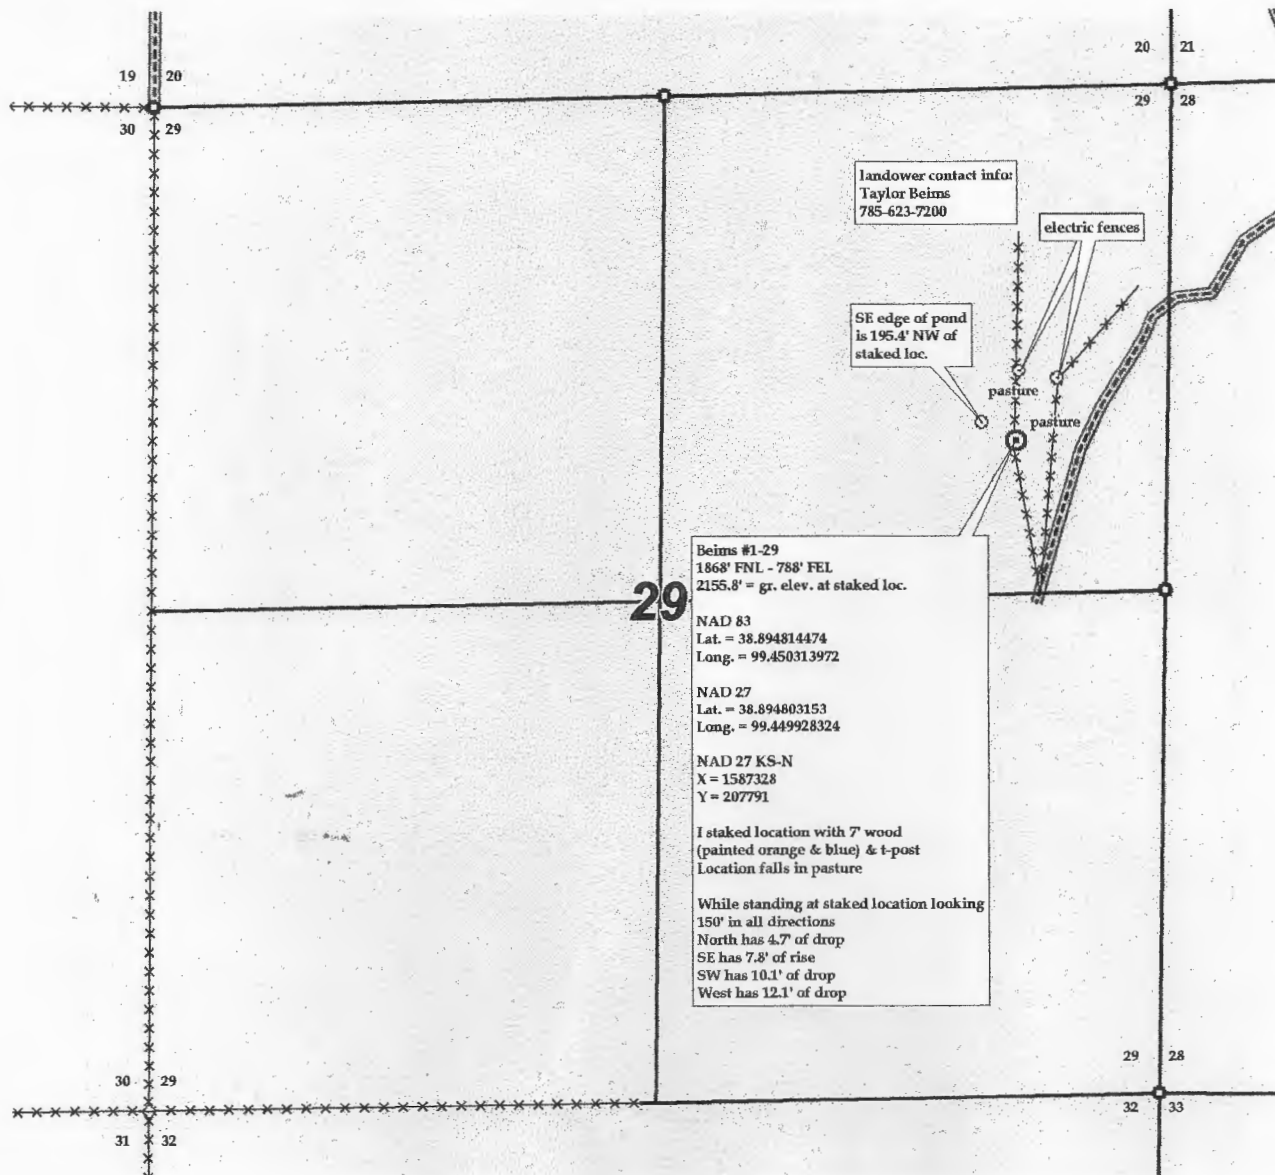 20 21
19 20
29 28
30 29
landower contact info:
Taylor Beims
785-623-7200
electric fences
SE edge of pond
is 195.4' NW of
staked loc.
pasture
pasture
Beims #1-29
1868' FNL - 788' FEL
2155.8' = gr. elev. at staked loc.
29
NAD 83
Lat. = 38.894814474
Long. = 99.450313972
NAD 27
Lat. = 38.894803153
Long. = 99.449928324
NAD 27 KS-N
X = 1587328
Y = 207791
I staked location with 7' wood
(painted orange & blue) & t-post
Location falls in pasture
While standing at staked location looking
150' in all directions
North has 4.7' of drop
SE has 7.8' of rise
SW has 10.1' of drop
West has 12.1' of drop
29 28
30 29
32 33
31 32